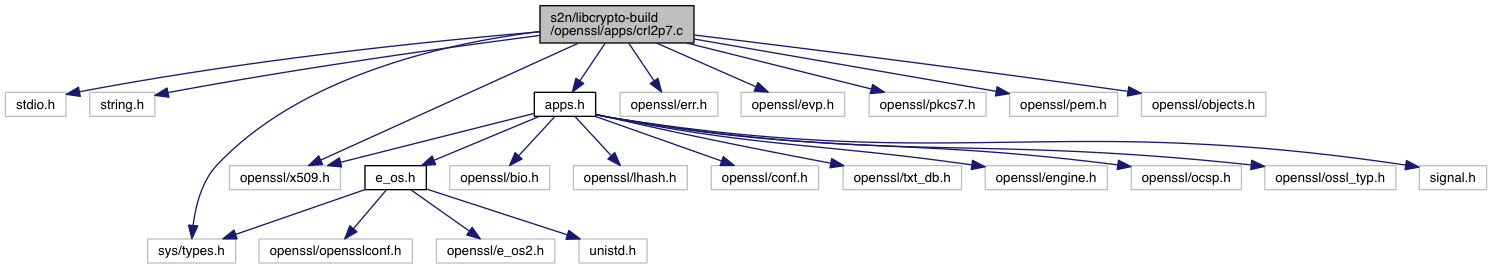 s2n/libcrypto-build
/openssl/apps/crl2p7.c
stdio.h
string.h
apps.h
openssl/err.h
openssl/evp.h
openssl/pkcs7.h
openssl/pem.h
openssl/objects.h
openssl/x509.h
e_os.h
openssl/bio.h
openssl/lhash.h
openssl/conf.h
openssl/txt_db.h
openssl/engine.h
openssl/ocsp.h
openssl/ossl_typ.h
signal.h
sys/types.h
openssl/opensslconf.h
openssl/e_os2.h
unistd.h